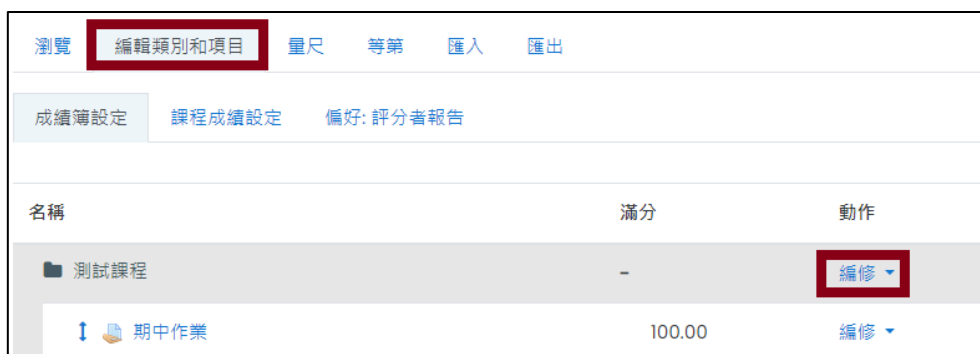 瀏覽 編輯類別和項目 量尺 等第 匯入 匯出
成績簿設定 課程成績設定 偏好: 評分者報告
名稱 滿分 動作
測試課程 – 編修
期中作業 100.00 編修